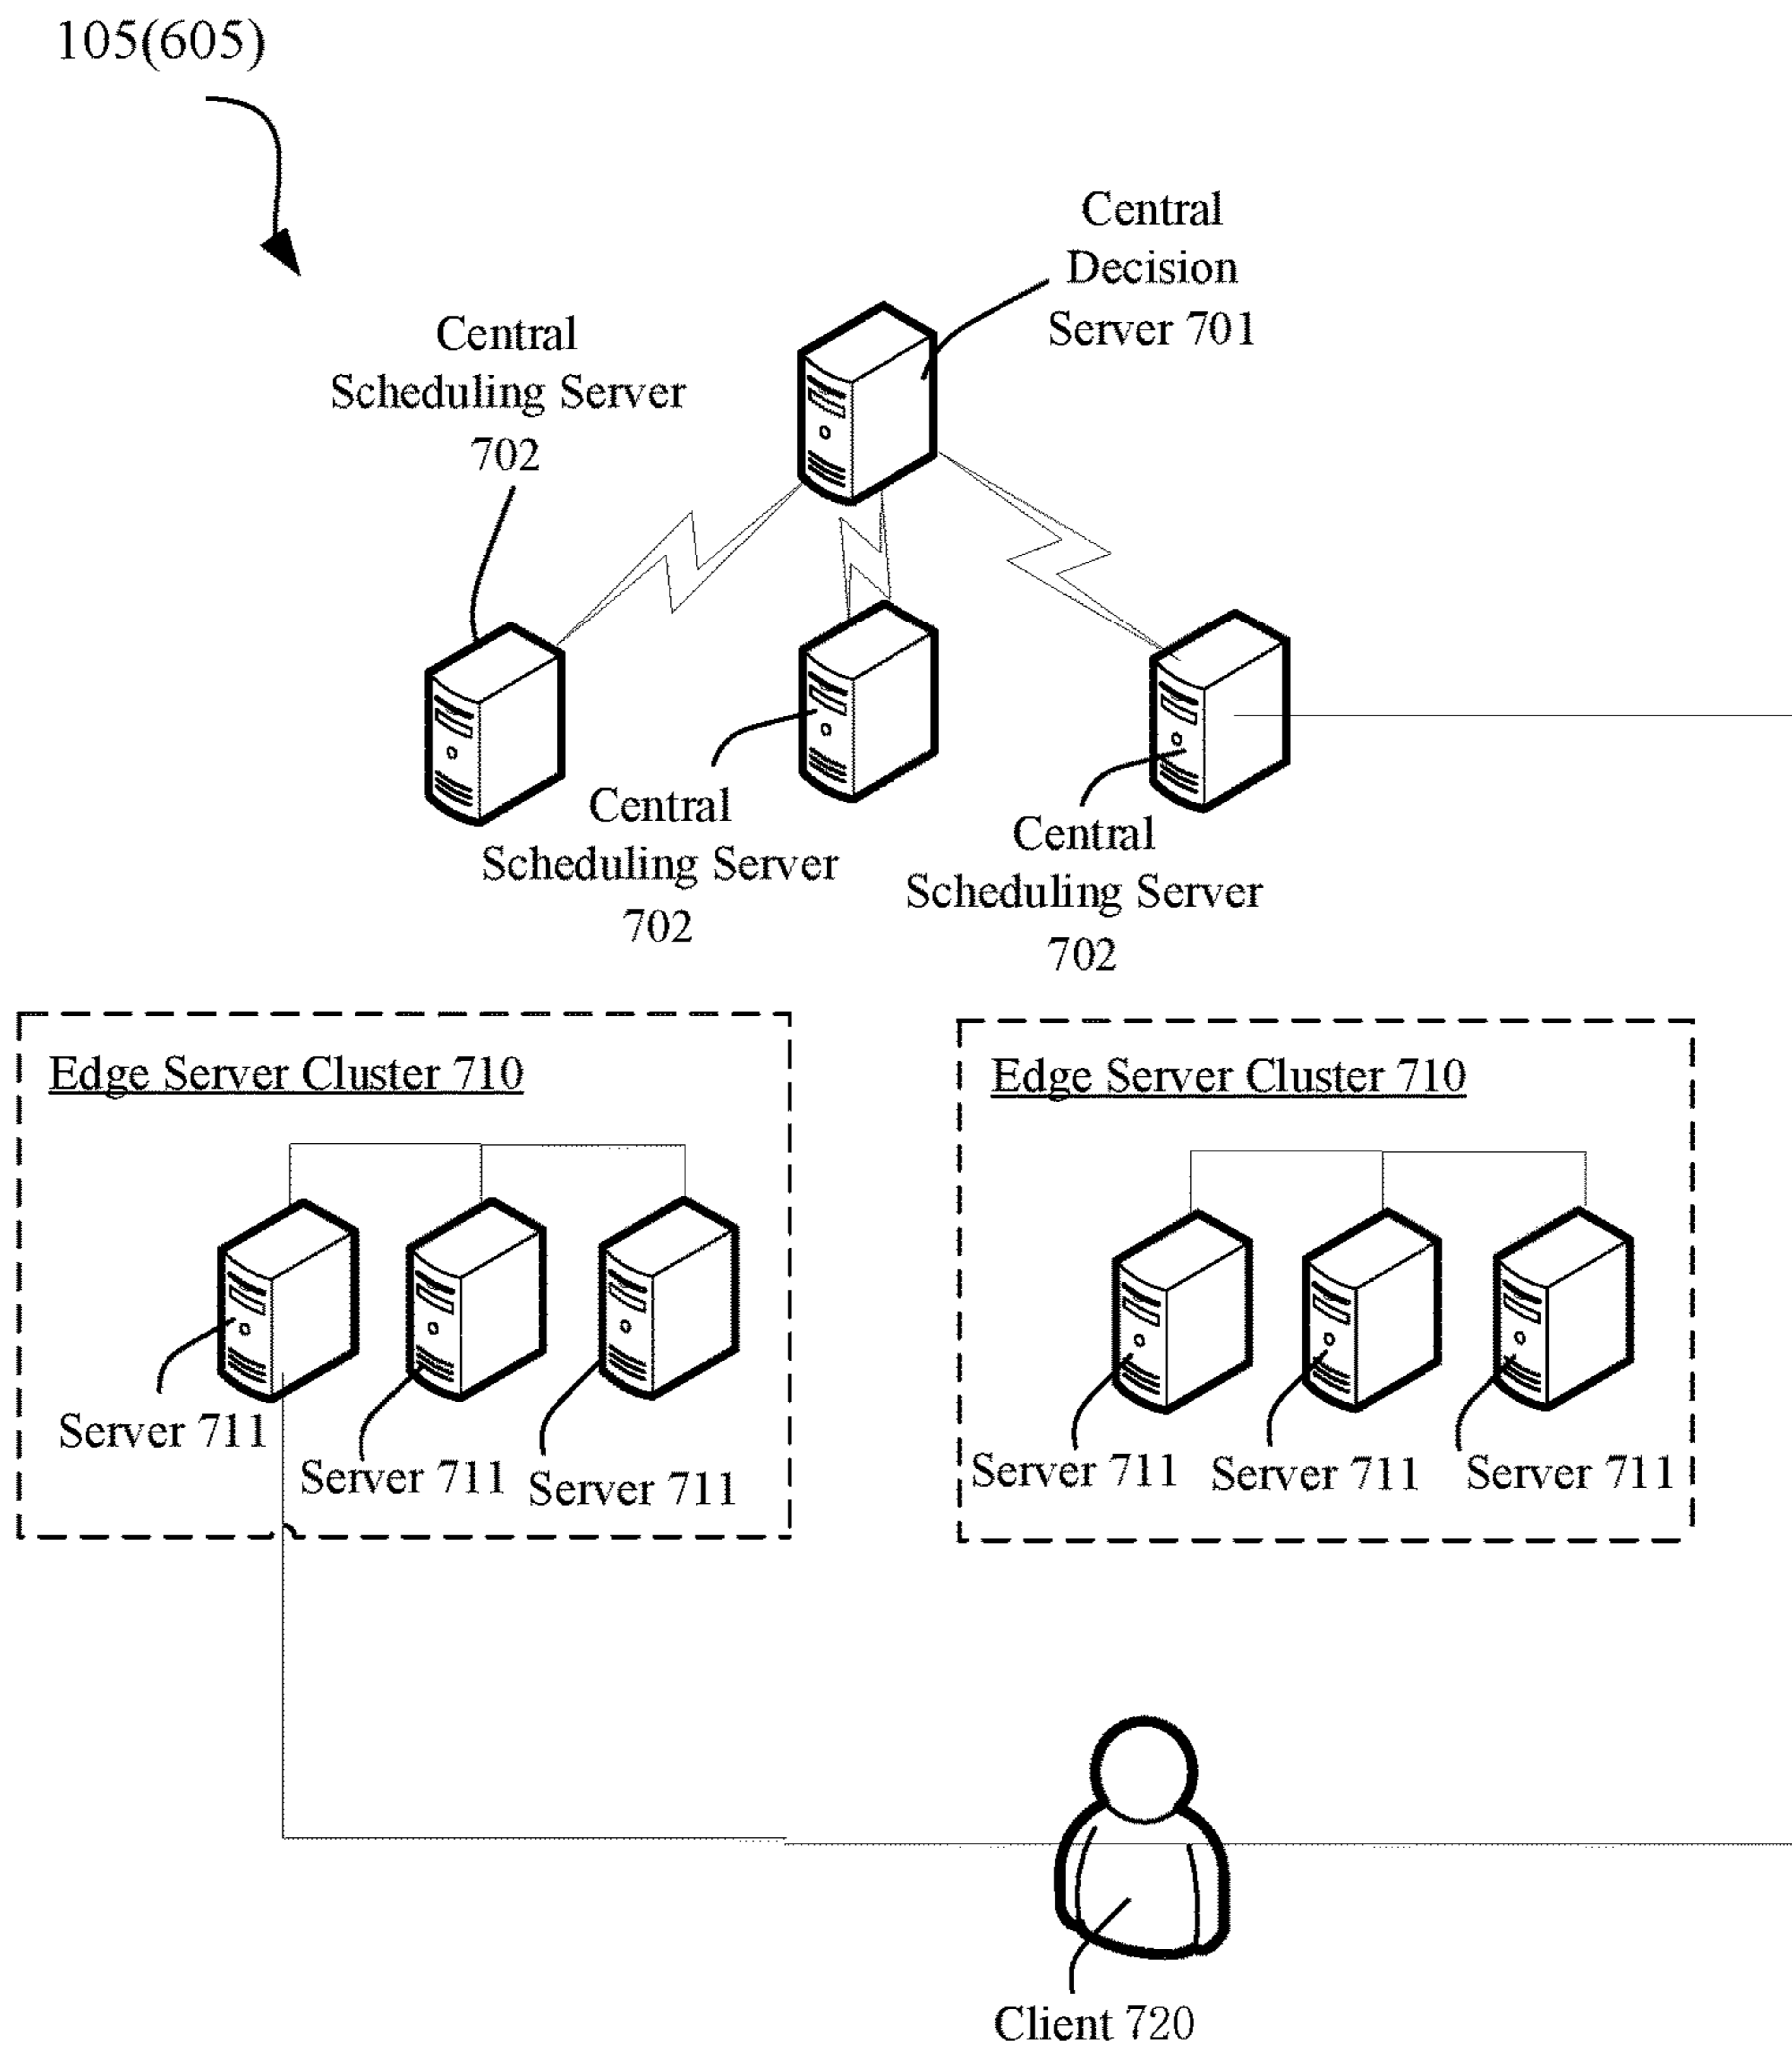 105(605)
Central
Decision
Server 701
Central
Scheduling Server
702
Central
Scheduling Server
702
Central
Scheduling Server
702
Edge Server Cluster 710
Edge Server Cluster 710
Server 711
Server 711
Server 711
Server 711
Server 711
Server 711
Client 720